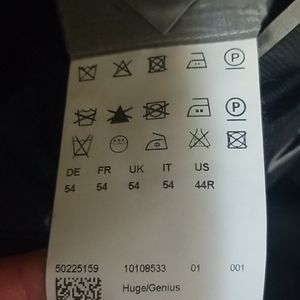 P
P
DE FR UK IT US
54 54 54 54 44R
50225159 10108533 01 001
Huge/Genius